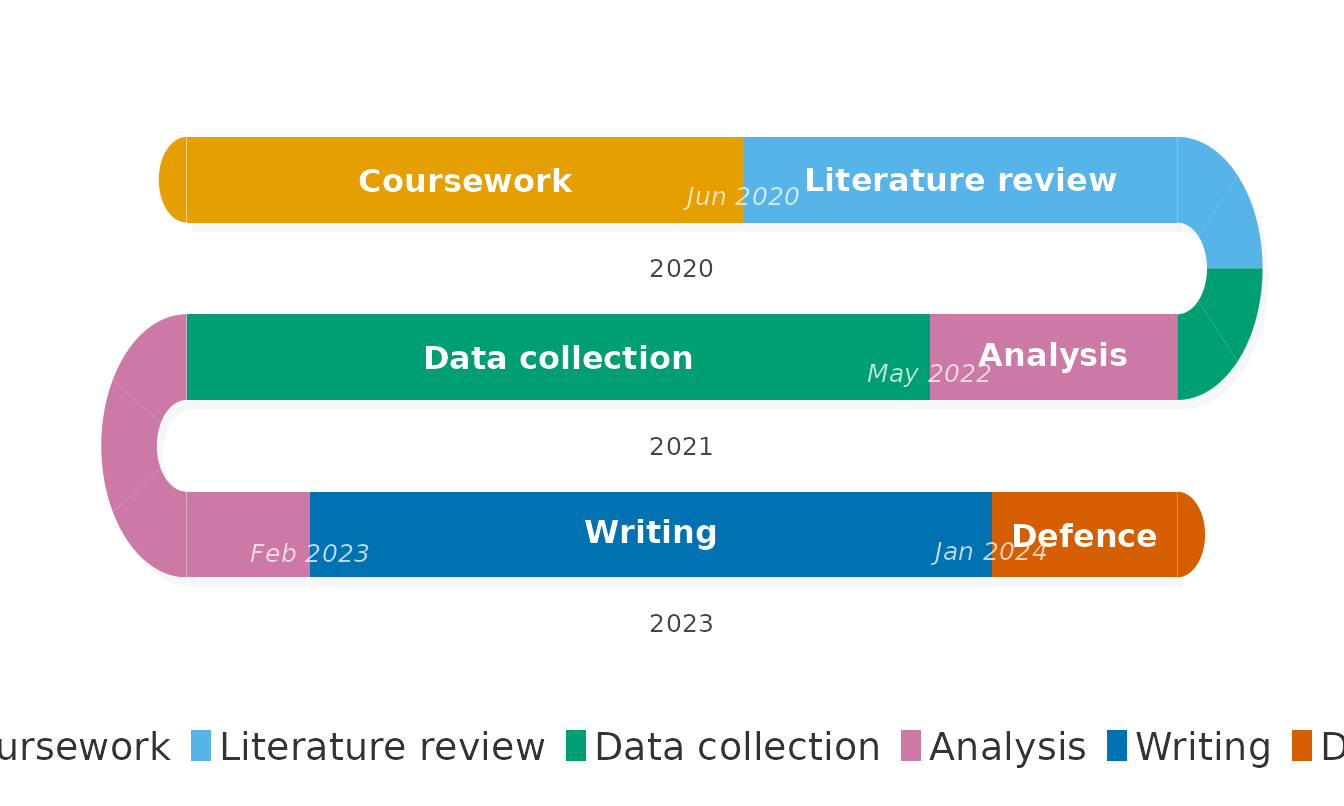 Coursework
Literature review
Jun 2020
2020
Data collection
Analysis
May 2022
2021
Writing
Defence
Feb 2023
Jan 2024
2023
ursework Literature review Data collection Analysis Writing D